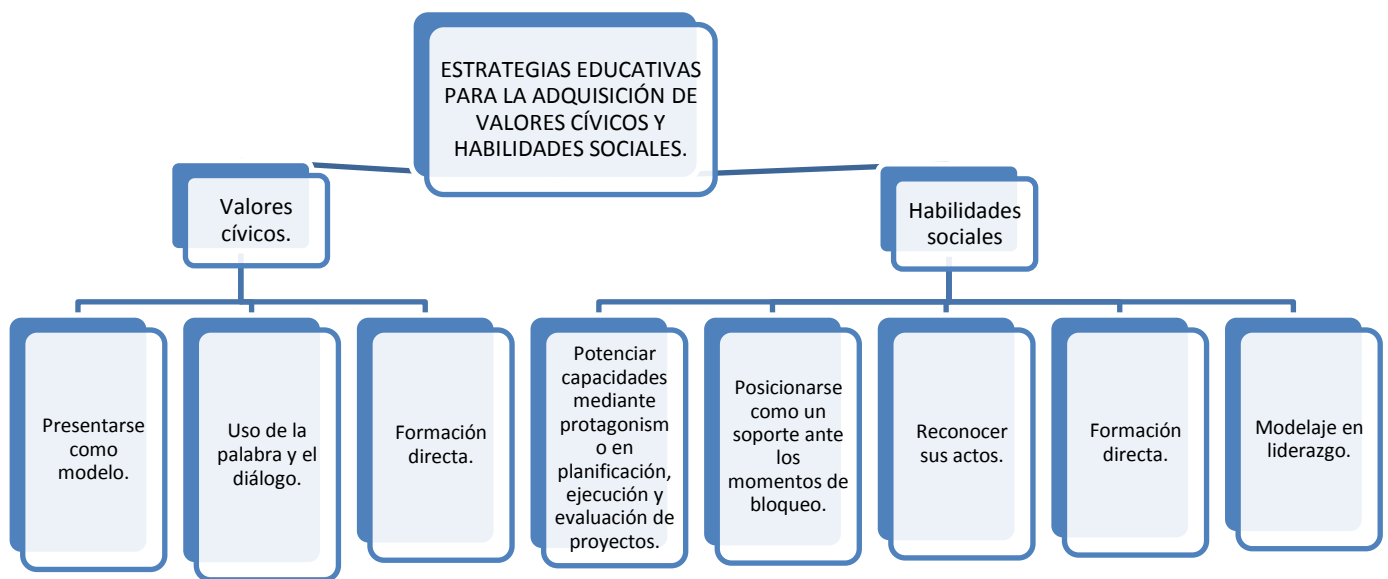 ESTRATEGIAS EDUCATIVAS
PARA LA ADQUISICIÓN DE
VALORES CÍVICOS Y
HABILIDADES SOCIALES.
Valores
cívicos.
Habilidades
sociales
Presentarse
como
modelo.
Uso de la
palabra y el
diálogo.
Formación
directa.
Potenciar
capacidades
mediante
protagonism
o en
planificación,
ejecución y
evaluación de
proyectos.
Posicionarse
como un
soporte ante
los
momentos de
bloqueo.
Reconocer
sus actos.
Formación
directa.
Modelaje en
liderazgo.